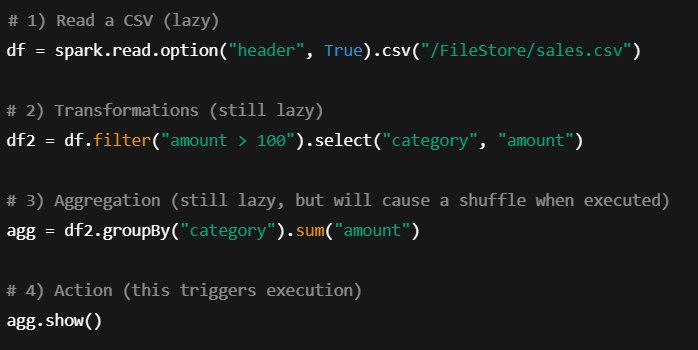 # 1) Read a CSV (lazy)
df = spark.read.option("header", True).csv("/FileStore/sales.csv")
# 2) Transformations (still lazy)
df2 = df.filter("amount > 100").select("category", "amount")
# 3) Aggregation (still lazy, but will cause a shuffle when executed)
agg = df2.groupBy("category").sum("amount")
# 4) Action (this triggers execution)
agg.show()